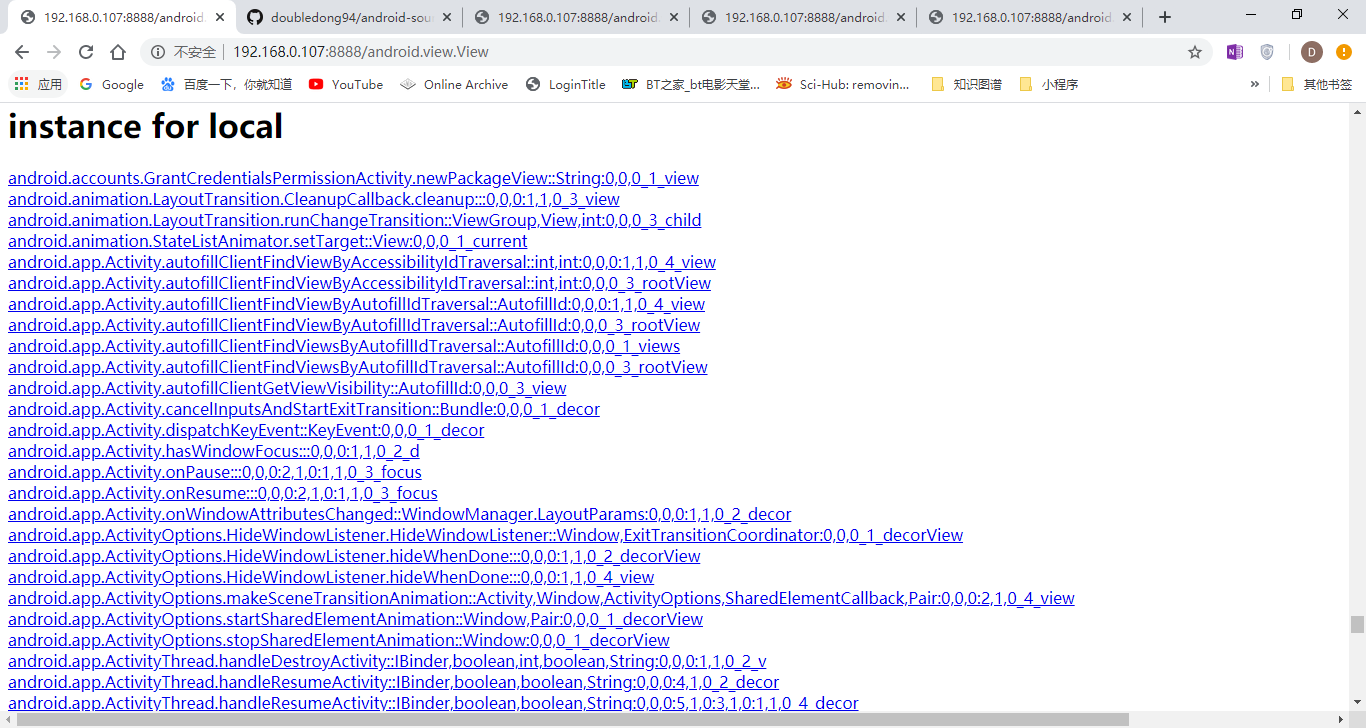 192.168.0.107:8888/android.
doubledong94/android-sou
192.168.0.107:8888/android.
192.168.0.107:8888/android.
192.168.0.107:8888/android.
不安全 192.168.0.107:8888/android.view.View
D
应用 Google 百度一下，你就知道 YouTube Online Archive LoginTitle BT之家_bt电影天堂... Sci-Hub: removin... 知识图谱 小程序 » 其他书签
instance for local
android.accounts.GrantCredentialsPermissionActivity.newPackageView::String:0,0,0_1_view
android.animation.LayoutTransition.CleanupCallback.cleanup:::0,0,0:1,1,0_3_view
android.animation.LayoutTransition.runChangeTransition::ViewGroup,View,int:0,0,0_3_child
android.animation.StateListAnimator.setTarget::View:0,0,0_1_current
android.app.Activity.autofillClientFindViewByAccessibilityIdTraversal::int,int:0,0,0:1,1,0_4_view
android.app.Activity.autofillClientFindViewByAccessibilityIdTraversal::int,int:0,0,0_3_rootView
android.app.Activity.autofillClientFindViewByAutofillIdTraversal::AutofillId:0,0,0:1,1,0_4_view
android.app.Activity.autofillClientFindViewByAutofillIdTraversal::AutofillId:0,0,0_3_rootView
android.app.Activity.autofillClientFindViewsByAutofillIdTraversal::AutofillId:0,0,0_1_views
android.app.Activity.autofillClientFindViewsByAutofillIdTraversal::AutofillId:0,0,0_3_rootView
android.app.Activity.autofillClientGetViewVisibility::AutofillId:0,0,0_3_view
android.app.Activity.cancelInputsAndStartExitTransition::Bundle:0,0,0_1_decor
android.app.Activity.dispatchKeyEvent::KeyEvent:0,0,0_1_decor
android.app.Activity.hasWindowFocus:::0,0,0:1,1,0_2_d
android.app.Activity.onPause:::0,0,0:2,1,0:1,1,0_3_focus
android.app.Activity.onResume:::0,0,0:2,1,0:1,1,0_3_focus
android.app.Activity.onWindowAttributesChanged::WindowManager.LayoutParams:0,0,0:1,1,0_2_decor
android.app.ActivityOptions.HideWindowListener.HideWindowListener::Window,ExitTransitionCoordinator:0,0,0_1_decorView
android.app.ActivityOptions.HideWindowListener.hideWhenDone:::0,0,0:1,1,0_2_decorView
android.app.ActivityOptions.HideWindowListener.hideWhenDone:::0,0,0:1,1,0_4_view
android.app.ActivityOptions.makeSceneTransitionAnimation::Activity,Window,ActivityOptions,SharedElementCallback,Pair:0,0,0:2,1,0_4_view
android.app.ActivityOptions.startSharedElementAnimation::Window,Pair:0,0,0_1_decorView
android.app.ActivityOptions.stopSharedElementAnimation::Window:0,0,0_1_decorView
android.app.ActivityThread.handleDestroyActivity::IBinder,boolean,int,boolean,String:0,0,0:1,1,0_2_v
android.app.ActivityThread.handleResumeActivity::IBinder,boolean,boolean,String:0,0,0:4,1,0_2_decor
android.app.ActivityThread.handleResumeActivity::IBinder,boolean,boolean,String:0,0,0:5,1,0:3,1,0:1,1,0_4_decor